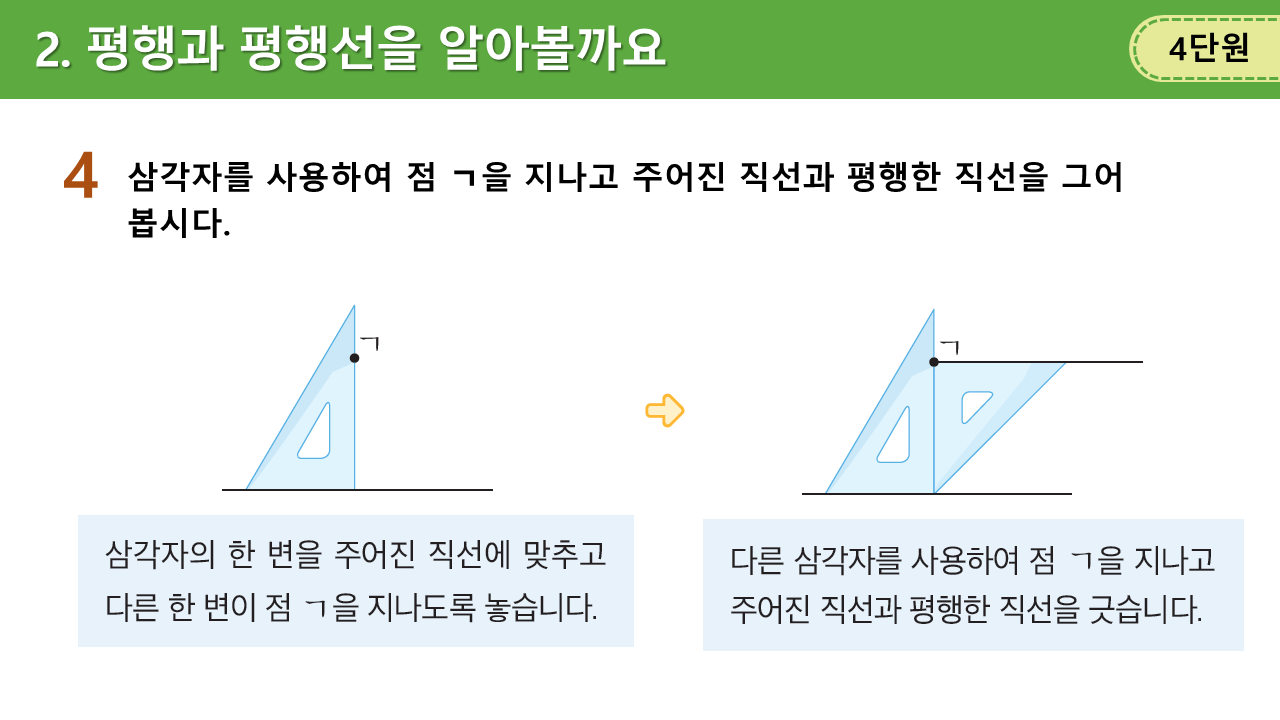 2. 평행과 평행선을 알아볼까요
4단원
4 삼각자를 사용하여 점 ㄱ을 지나고 주어진 직선과 평행한 직선을 그어
봅시다.
ㄱ
ㄱ
삼각자의 한 변을 주어진 직선에 맞추고
다른 한 변이 점 ㄱ을 지나도록 놓습니다.
다른 삼각자를 사용하여 점 ㄱ을 지나고
주어진 직선과 평행한 직선을 긋습니다.